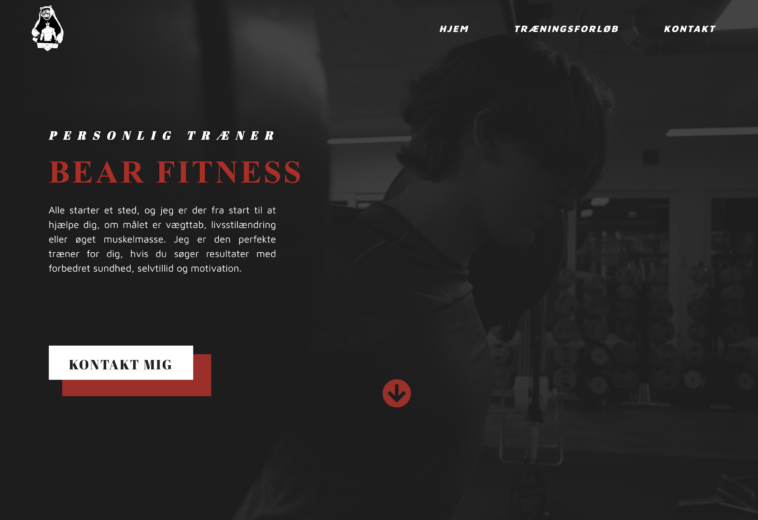 HJEM
TRÆNINGSFORLØB
KONTAKT
PERSONLIG TRÆNER
BEAR FITNESS
Alle starter et sted, og jeg er der fra start til at
hjælpe dig, om målet er vægttab, livsstilændring
eller øget muskelmasse. Jeg er den perfekte
træner for dig, hvis du søger resultater med
forbedret sundhed, selvtillid og motivation.
KONTAKT MIG